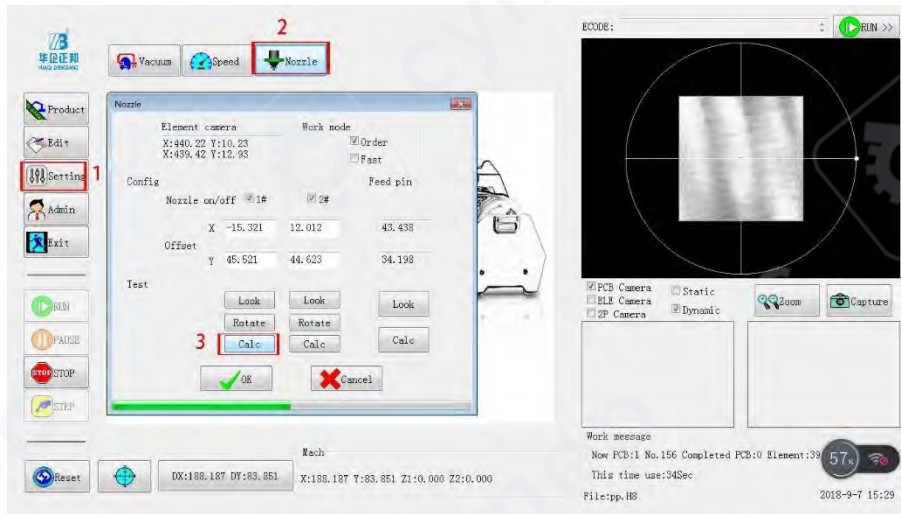 2
ECODE:
RUN >>
华企正邦
HUAQI ZHENGBANG
Vacuum
Speed
Nozzle
Product
Edit
Setting
1
Admin
Exit
RUN
PAUSE
STOP
STOP
STEP
Reset
Nozzle
Element camera
Work mode
X:440.22 Y:10.23
X:439.42 Y:12.93
Order
Fast
Config
Feed pin
Nozzle on/off 1# 2#
X -15.321 12.012 43.438
Offset
Y 45.521 44.623 34.198
Test
Look Look Look
Rotate Rotate
3 Calc Calc Calc
OK Cancel
PCB Camera
ELE Camera
2P Camera
Static
Dynamic
Zoom
Capture
Work message
Now PCB:1 No.156 Completed PCB:0 Element:39
This time use:34Sec
57%
File:pp.HS
2018-9-7 15:29
DX:188.187 DY:83.851
Mach
X:188.187 Y:83.851 Z1:0.000 Z2:0.000